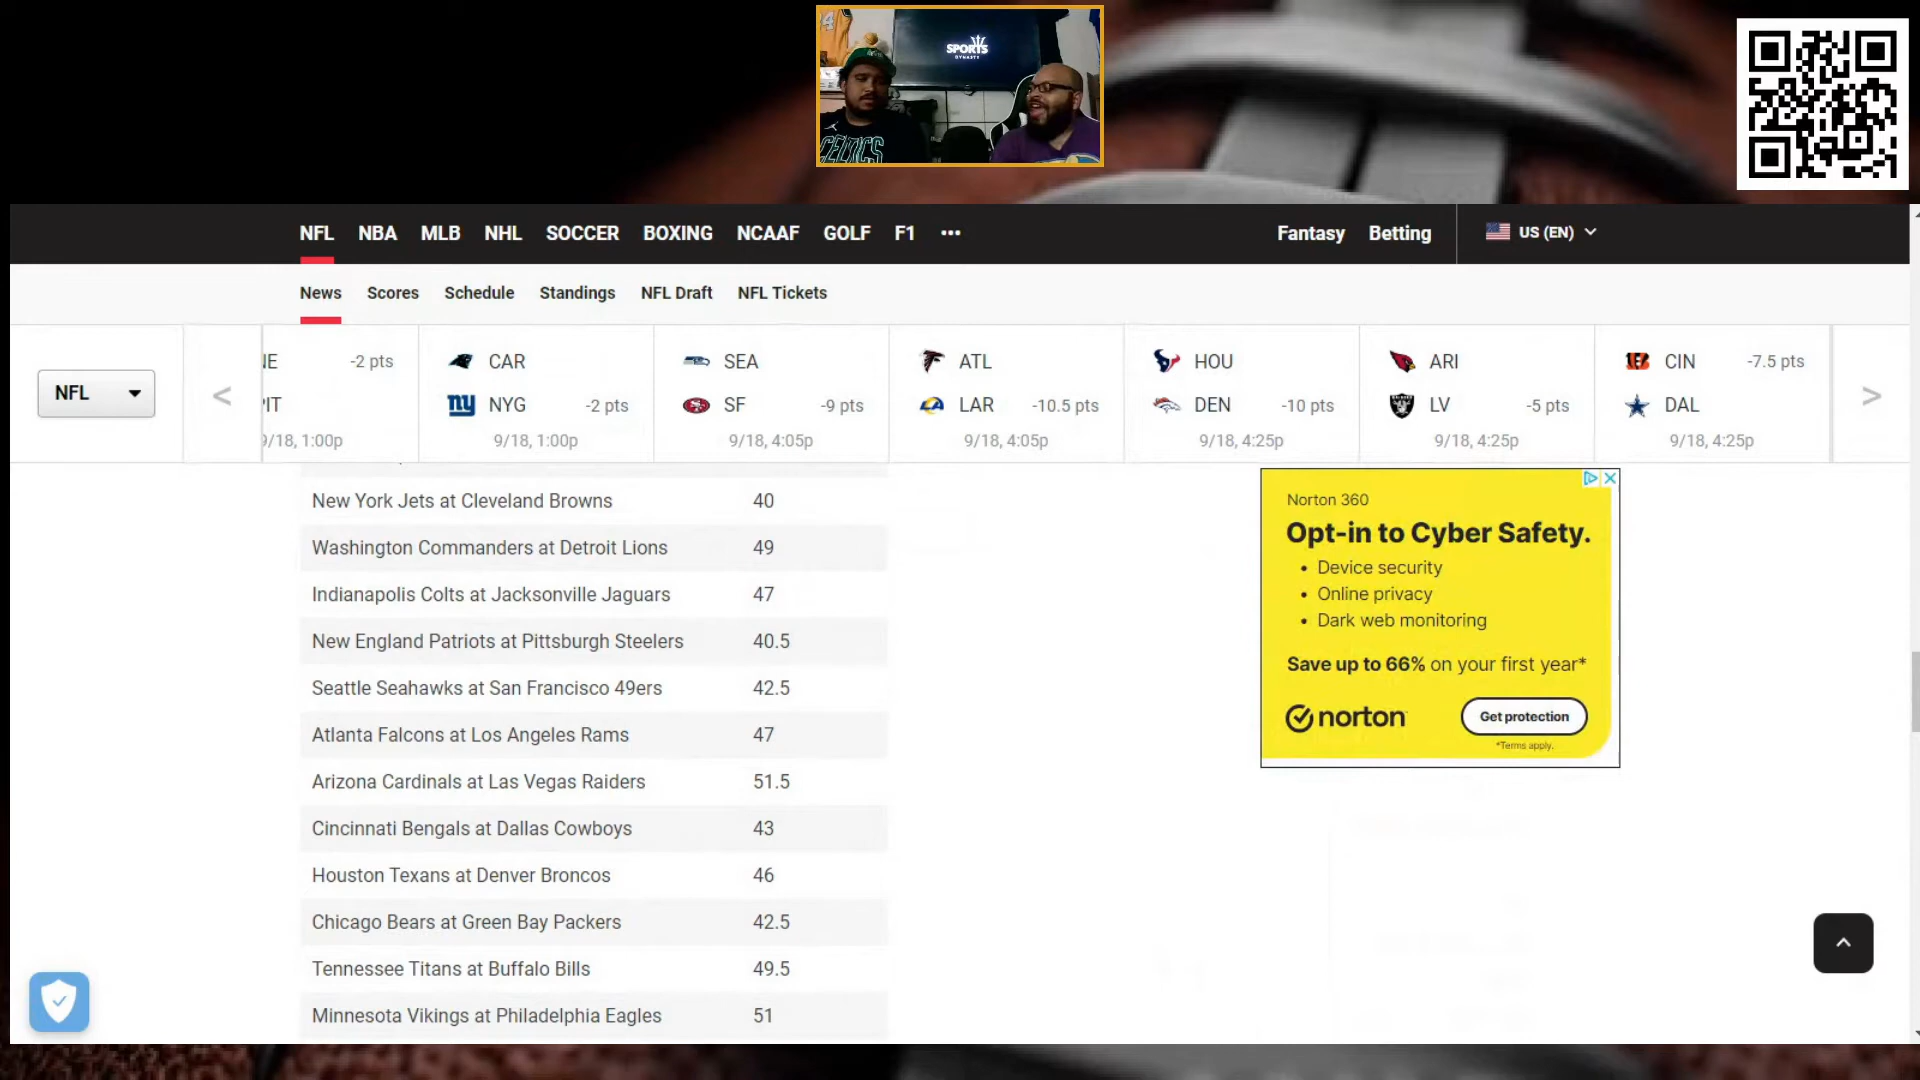 SPORTS
DYNASTY
CELTICS
NFL NBA MLB NHL SOCCER BOXING NCAAF GOLF F1 ••• Fantasy Betting US (EN)
News Scores Schedule Standings NFL Draft NFL Tickets
NFL
-2 pts
9/18, 1:00p
CAR
NYG -2 pts
9/18, 1:00p
SEA
SF -9 pts
9/18, 4:05p
ATL
LAR -10.5 pts
9/18, 4:05p
HOU
DEN -10 pts
9/18, 4:25p
ARI
LV -5 pts
9/18, 4:25p
CIN -7.5 pts
DAL
9/18, 4:25p
New York Jets at Cleveland Browns 40
Washington Commanders at Detroit Lions 49
Indianapolis Colts at Jacksonville Jaguars 47
New England Patriots at Pittsburgh Steelers 40.5
Seattle Seahawks at San Francisco 49ers 42.5
Atlanta Falcons at Los Angeles Rams 47
Arizona Cardinals at Las Vegas Raiders 51.5
Cincinnati Bengals at Dallas Cowboys 43
Houston Texans at Denver Broncos 46
Chicago Bears at Green Bay Packers 42.5
Tennessee Titans at Buffalo Bills 49.5
Minnesota Vikings at Philadelphia Eagles 51
Norton 360
Opt-in to Cyber Safety.
• Device security
• Online privacy
• Dark web monitoring
Save up to 66% on your first year*
norton Get protection
*Terms apply.